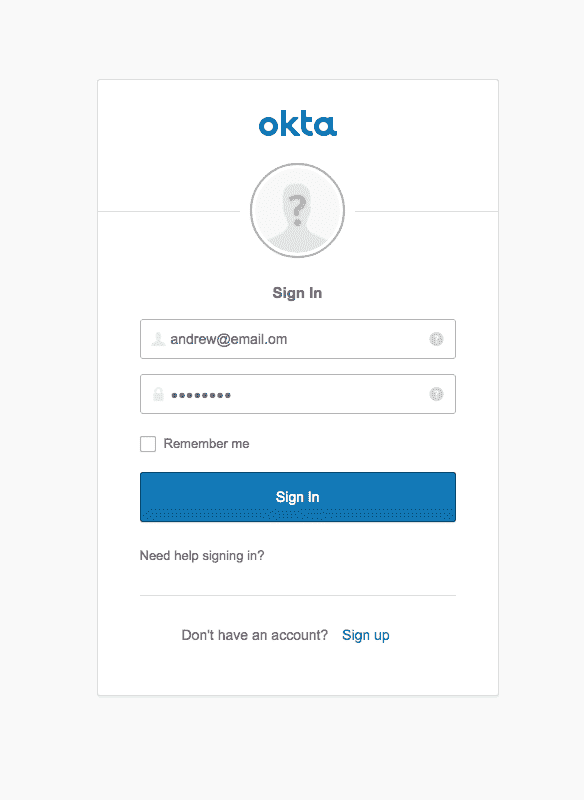 okta
?
Sign In
andrew@email.om
••••••••
Remember me
Sign In
Need help signing in?
Don't have an account? Sign up